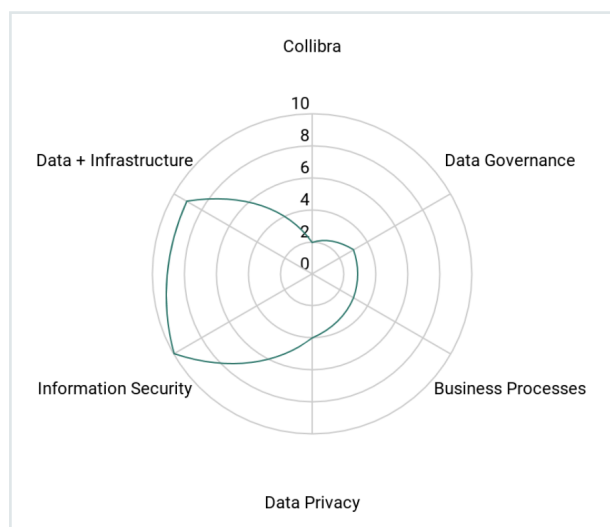 Collibra
10
8
Data + Infrastructure
Data Governance
6
4
2
0
Information Security
Business Processes
Data Privacy